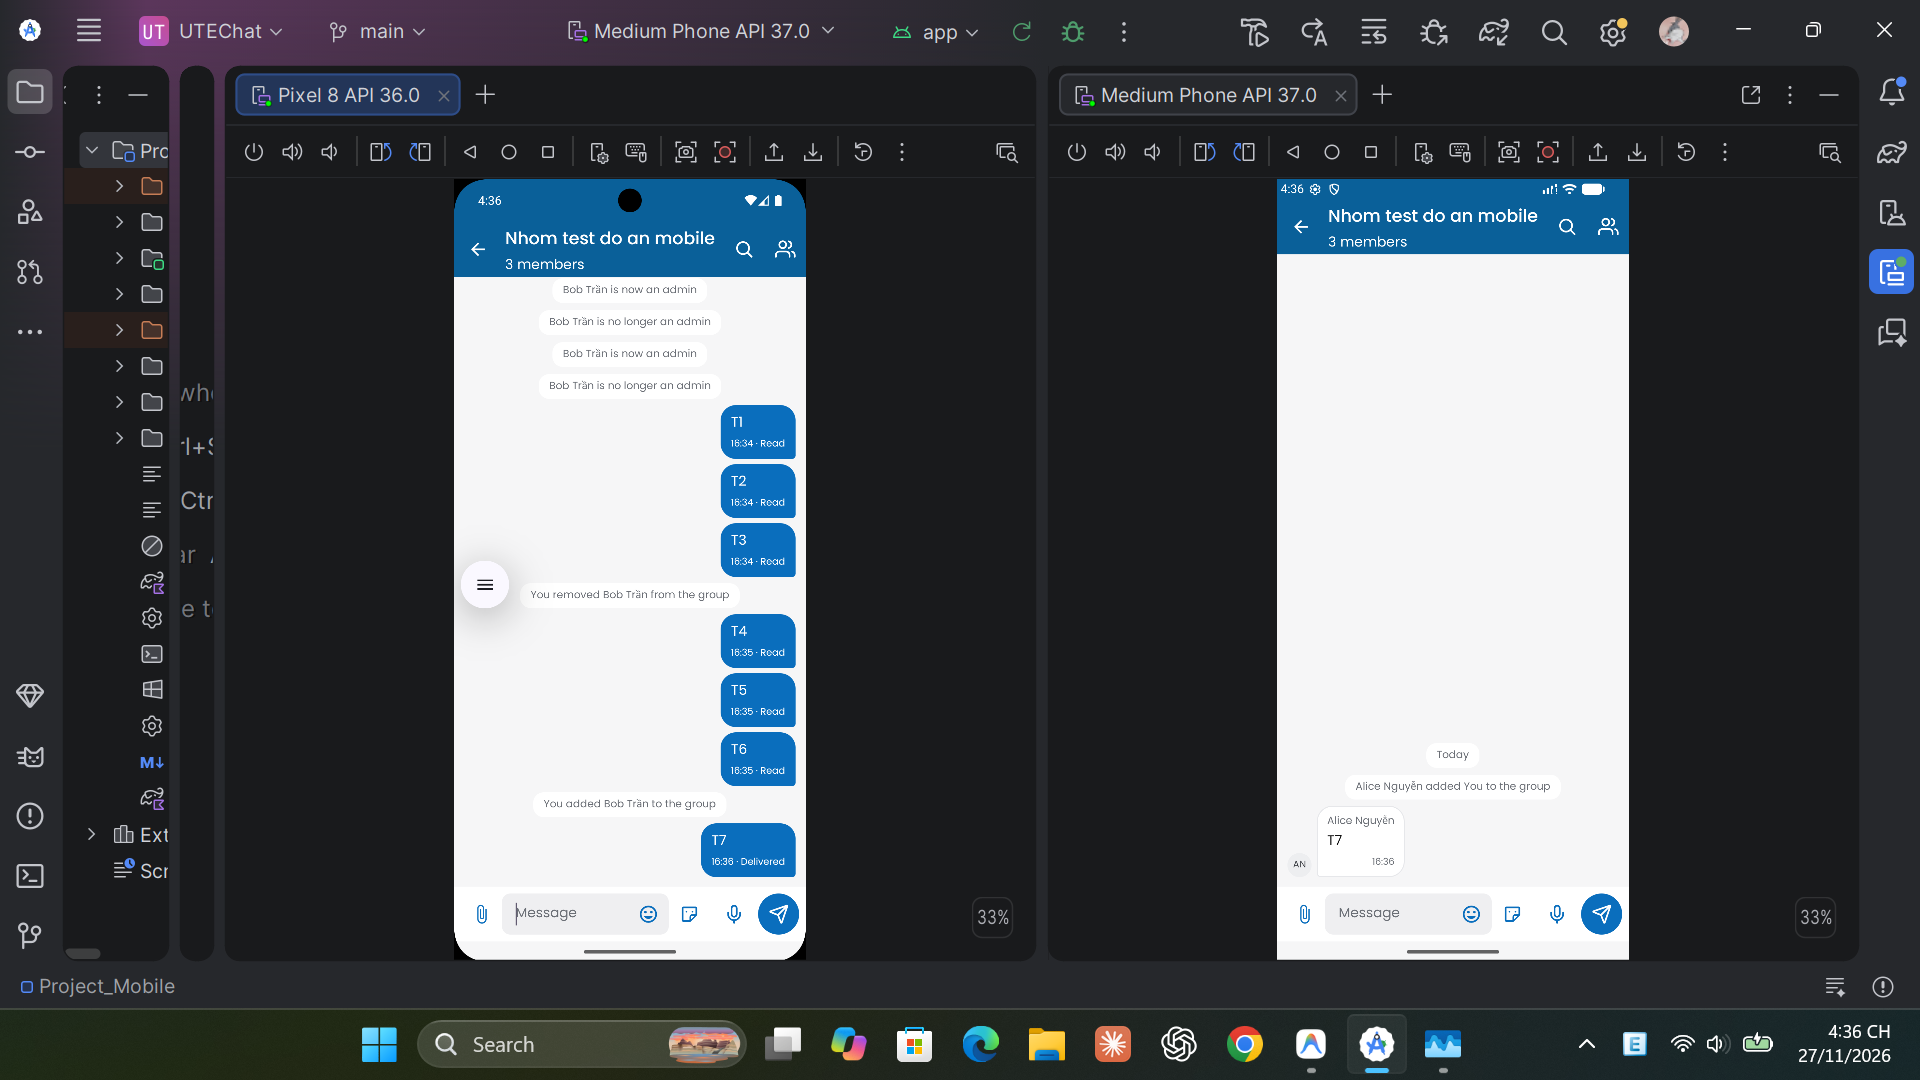 UT UTEChat
main
Medium Phone API 37.0
app
Pixel 8 API 36.0
Medium Phone API 37.0
Pro
Ext
Scr
M↓
Ctr
4:36
Nhom test do an mobile
3 members
Bob Trần is now an admin
Bob Trần is no longer an admin
Bob Trần is now an admin
Bob Trần is no longer an admin
T1
16:34 · Read
T2
16:34 · Read
T3
16:34 · Read
You removed Bob Trần from the group
T4
16:35 · Read
T5
16:35 · Read
T6
16:35 · Read
You added Bob Trần to the group
T7
16:36 · Delivered
Message
33%
4:36
Nhom test do an mobile
3 members
Today
Alice Nguyễn added You to the group
Alice Nguyễn
T7
16:36
AN
Message
33%
Project_Mobile
Search
E
4:36 CH
27/11/2026